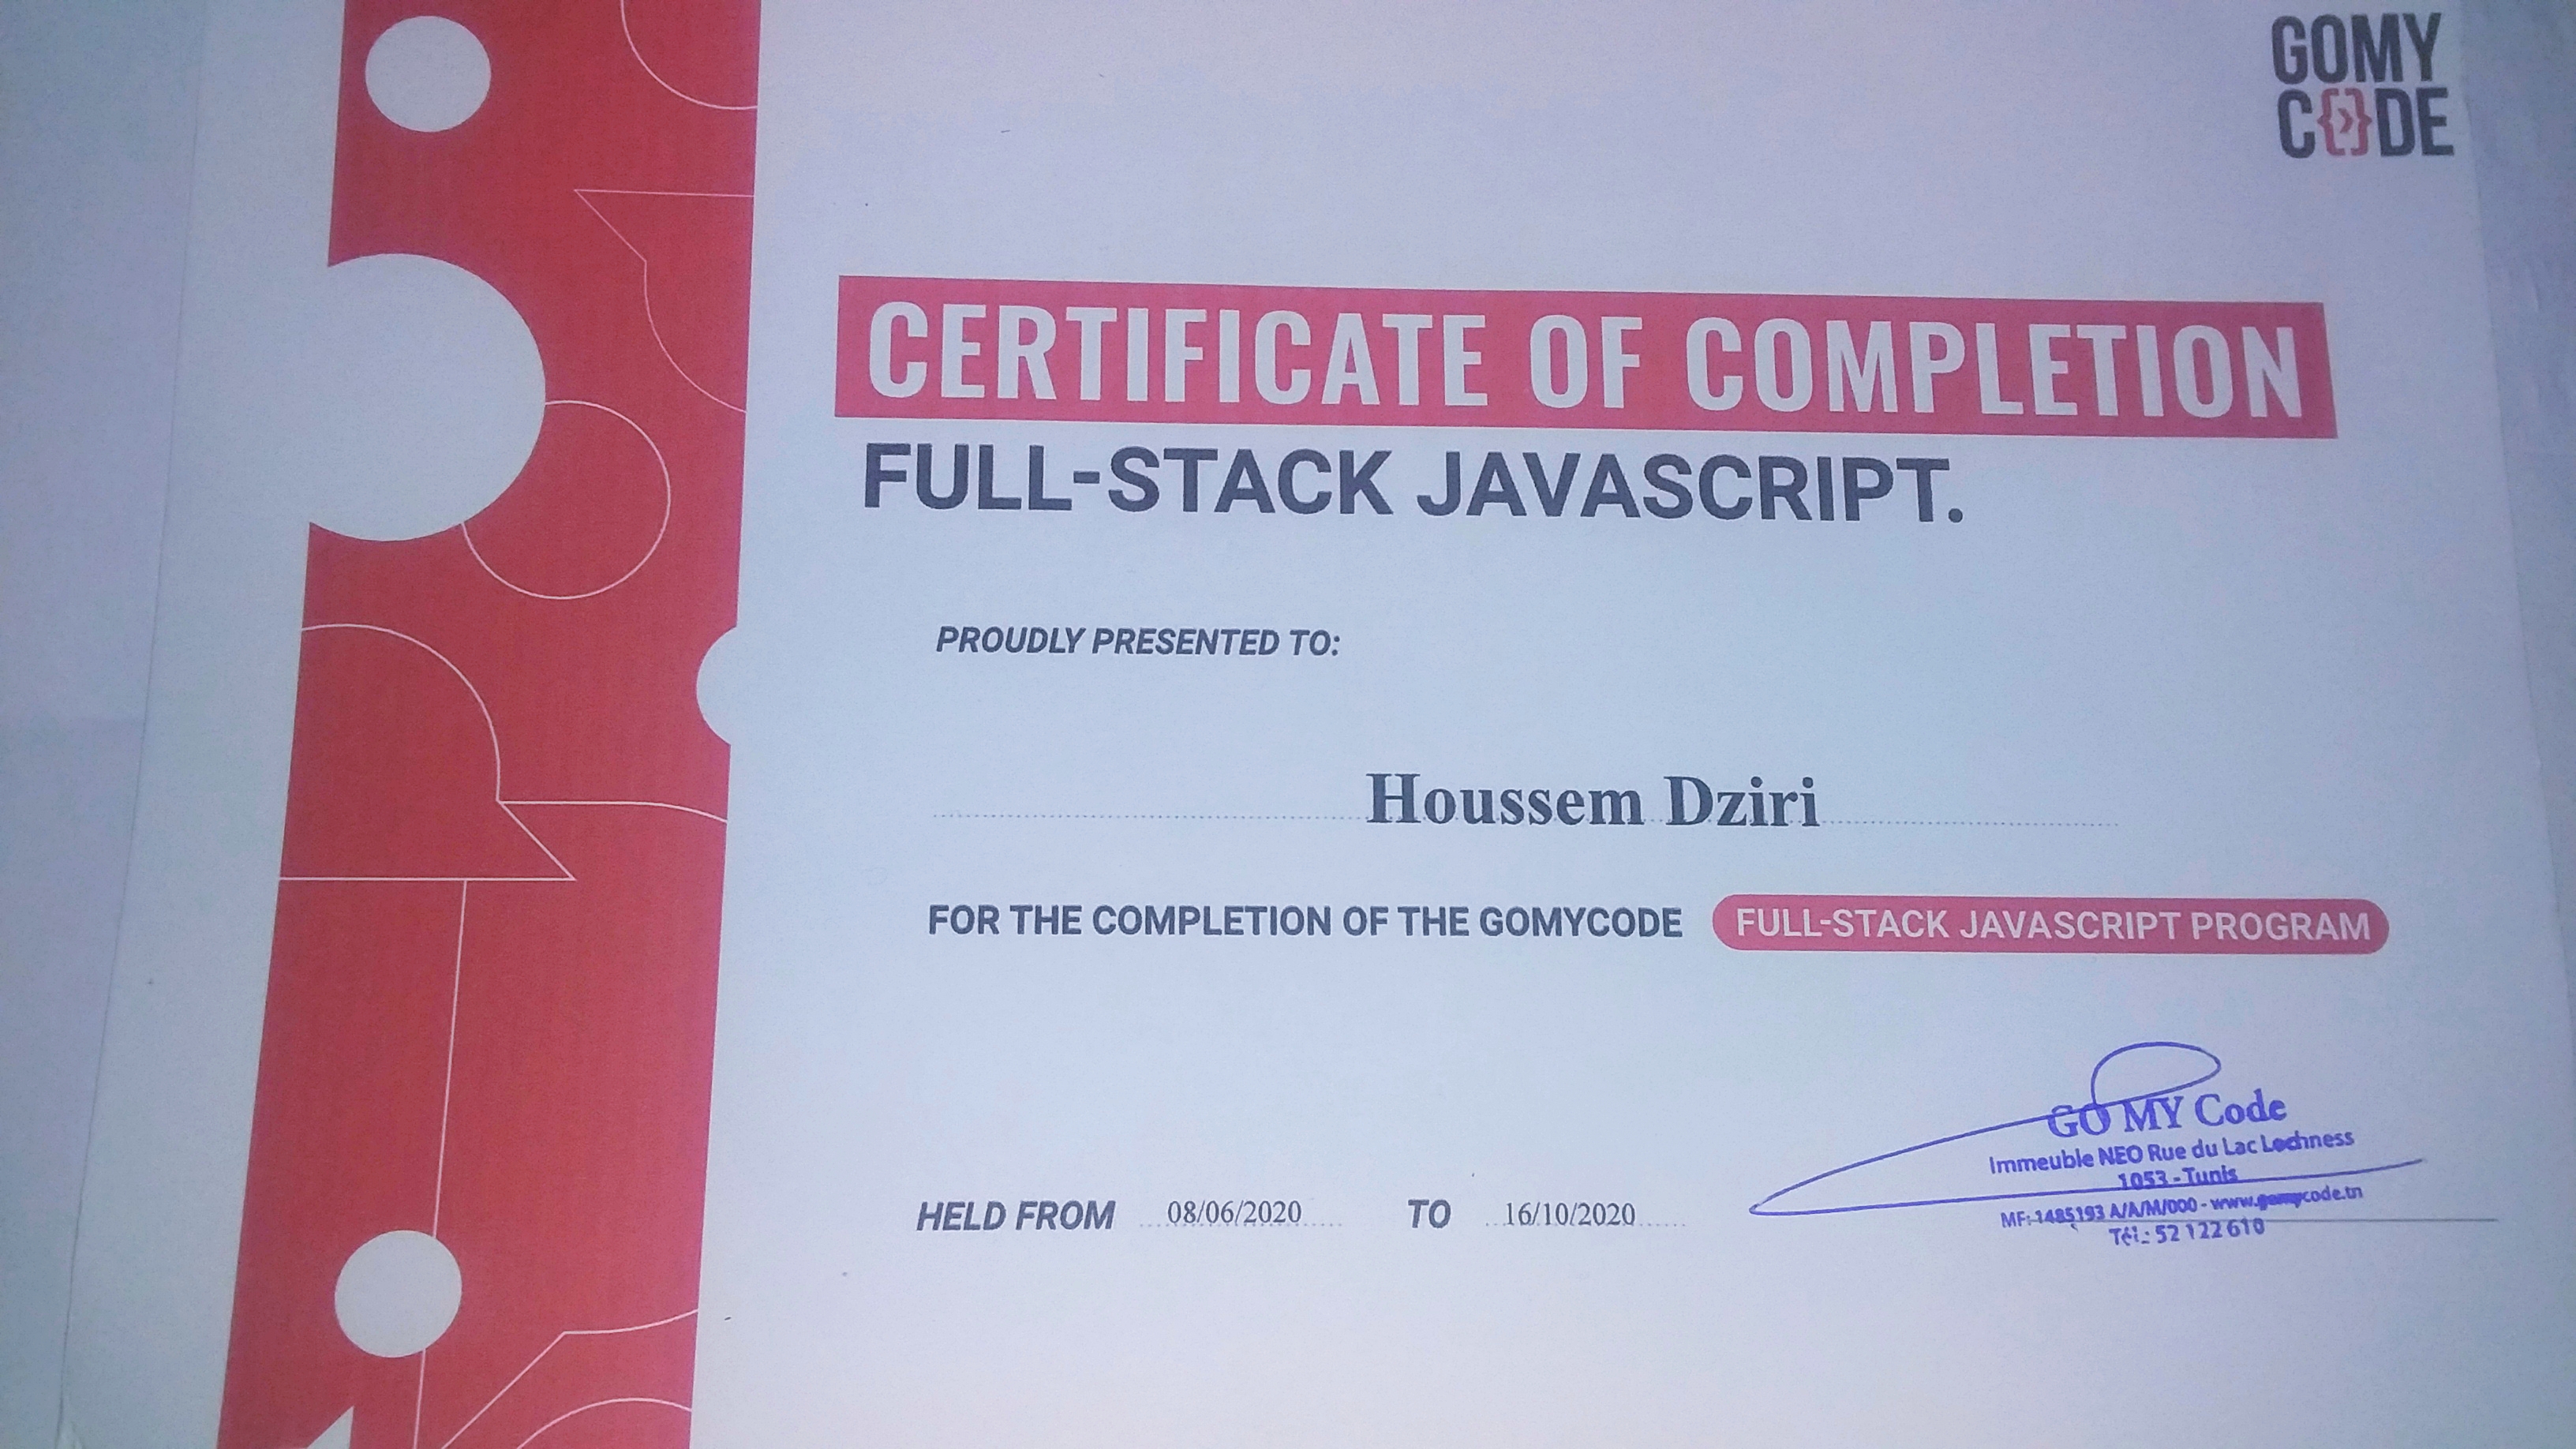 GOMY
CODE
CERTIFICATE OF COMPLETION
FULL-STACK JAVASCRIPT.
PROUDLY PRESENTED TO:
Houssem Dziri
FOR THE COMPLETION OF THE GOMYCODE FULL-STACK JAVASCRIPT PROGRAM
HELD FROM 08/06/2020 TO 16/10/2020
GO MY Code
Immeuble NEO Rue du Lac Lochness
1053 - Tunis
MF: 1485193 A/A/M/000 - www.gomycode.tn
Tél.: 52 122 610